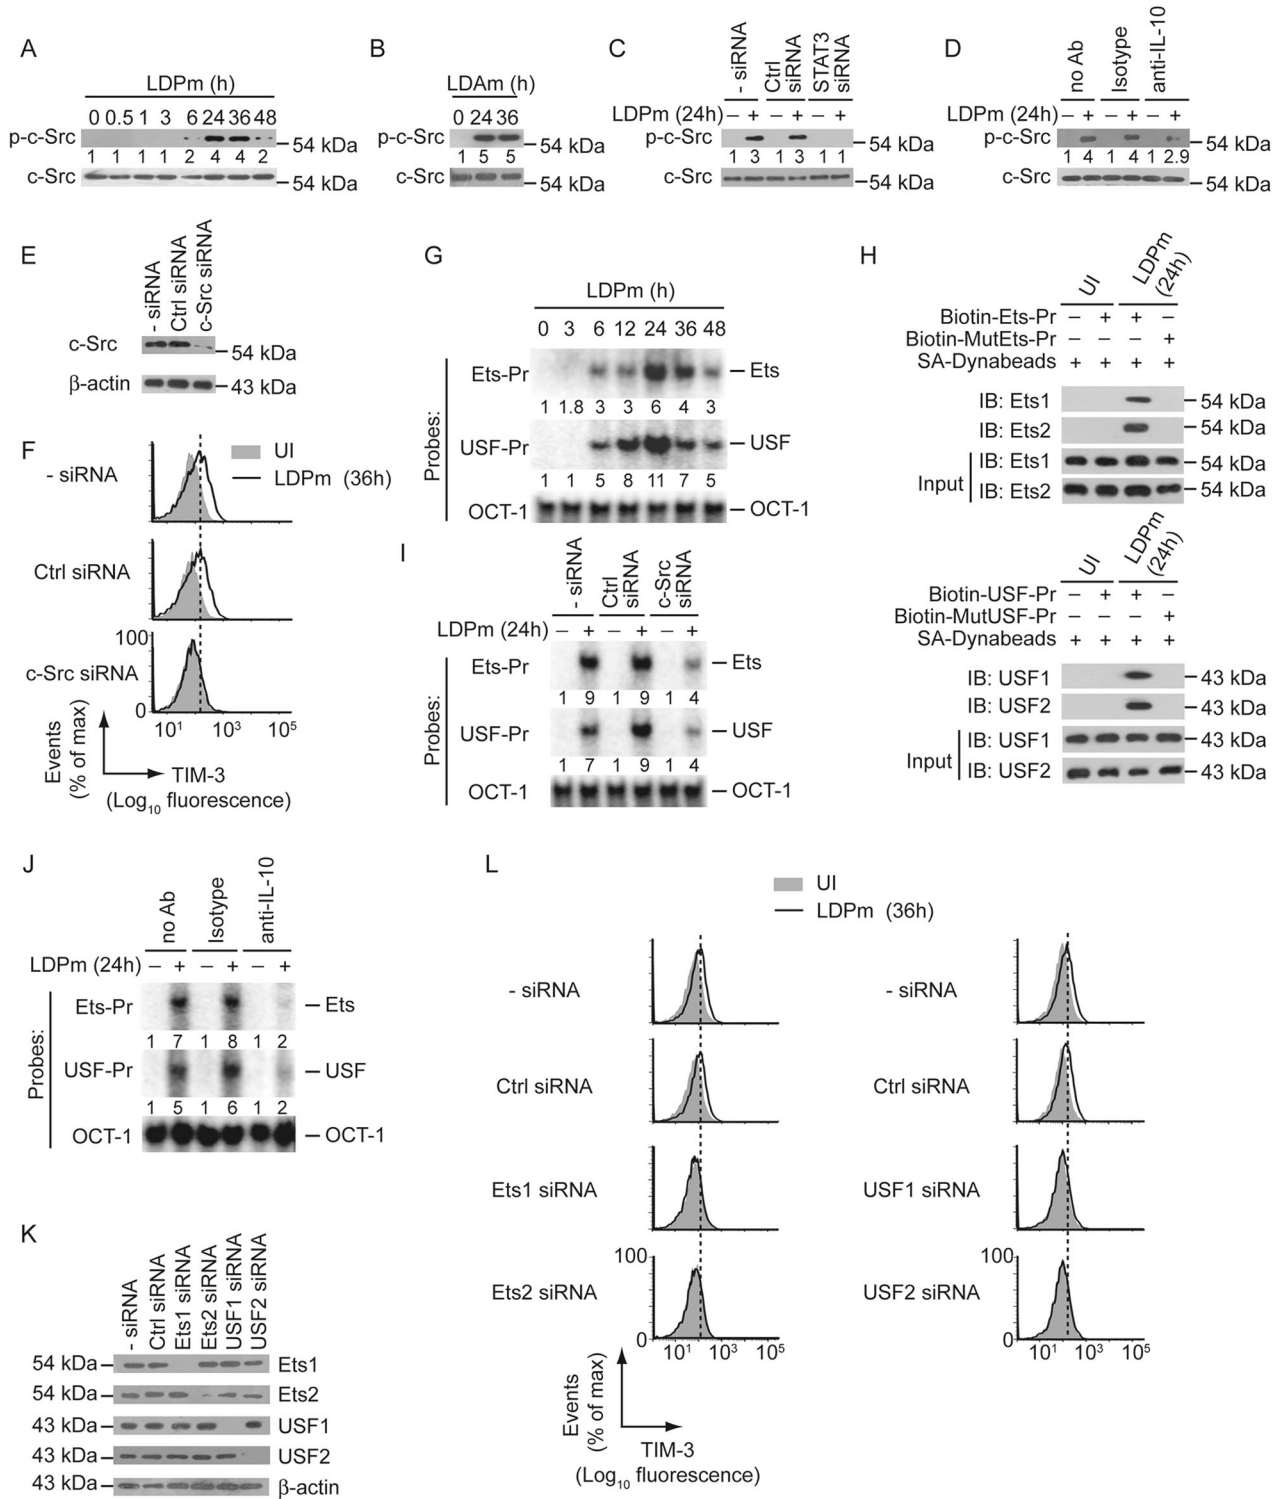 A
LDPm (h)
0 0.5 1 3 6 24 36 48
p-c-Src
54 kDa
1 1 1 1 2 4 4 2
c-Src
54 kDa
B
LDAm (h)
0 24 36
p-c-Src
54 kDa
1 5 5
c-Src
54 kDa
C
- siRNA
Ctrl siRNA
STAT3 siRNA
LDPm (24h) – + – + – +
p-c-Src
54 kDa
1 3 1 3 1 1
c-Src
54 kDa
D
no Ab
Isotype
anti-IL-10
LDPm (24h) – + – + – +
p-c-Src
54 kDa
1 4 1 4 1 2.9
c-Src
54 kDa
E
- siRNA
Ctrl siRNA
c-Src siRNA
c-Src
54 kDa
β-actin
43 kDa
F
UI
LDPm (36h)
- siRNA
Ctrl siRNA
c-Src siRNA
100
0
10¹ 10³ 10⁵
Events
(% of max)
TIM-3
(Log₁₀ fluorescence)
G
LDPm (h)
0 3 6 12 24 36 48
Probes:
Ets-Pr
Ets
1 1.8 3 3 6 4 3
USF-Pr
USF
1 1 5 8 11 7 5
OCT-1
OCT-1
H
UI
LDPm (24h)
Biotin-Ets-Pr – + + –
Biotin-MutEts-Pr – – – +
SA-Dynabeads + + + +
IB: Ets1
54 kDa
IB: Ets2
54 kDa
Input
IB: Ets1
54 kDa
IB: Ets2
54 kDa
UI
LDPm (24h)
Biotin-USF-Pr – + + –
Biotin-MutUSF-Pr – – – +
SA-Dynabeads + + + +
IB: USF1
43 kDa
IB: USF2
43 kDa
Input
IB: USF1
43 kDa
IB: USF2
43 kDa
I
- siRNA
Ctrl siRNA
c-Src siRNA
LDPm (24h) – + – + – +
Probes:
Ets-Pr
Ets
1 9 1 9 1 4
USF-Pr
USF
1 7 1 9 1 4
OCT-1
OCT-1
J
no Ab
Isotype
anti-IL-10
LDPm (24h) – + – + – +
Probes:
Ets-Pr
Ets
1 7 1 8 1 2
USF-Pr
USF
1 5 1 6 1 2
OCT-1
OCT-1
K
- siRNA
Ctrl siRNA
Ets1 siRNA
Ets2 siRNA
USF1 siRNA
USF2 siRNA
54 kDa
Ets1
54 kDa
Ets2
43 kDa
USF1
43 kDa
USF2
43 kDa
β-actin
L
UI
LDPm (36h)
- siRNA
Ctrl siRNA
Ets1 siRNA
Ets2 siRNA
100
0
10¹ 10³ 10⁵
Events
(% of max)
TIM-3
(Log₁₀ fluorescence)
- siRNA
Ctrl siRNA
USF1 siRNA
USF2 siRNA
100
0
10¹ 10³ 10⁵